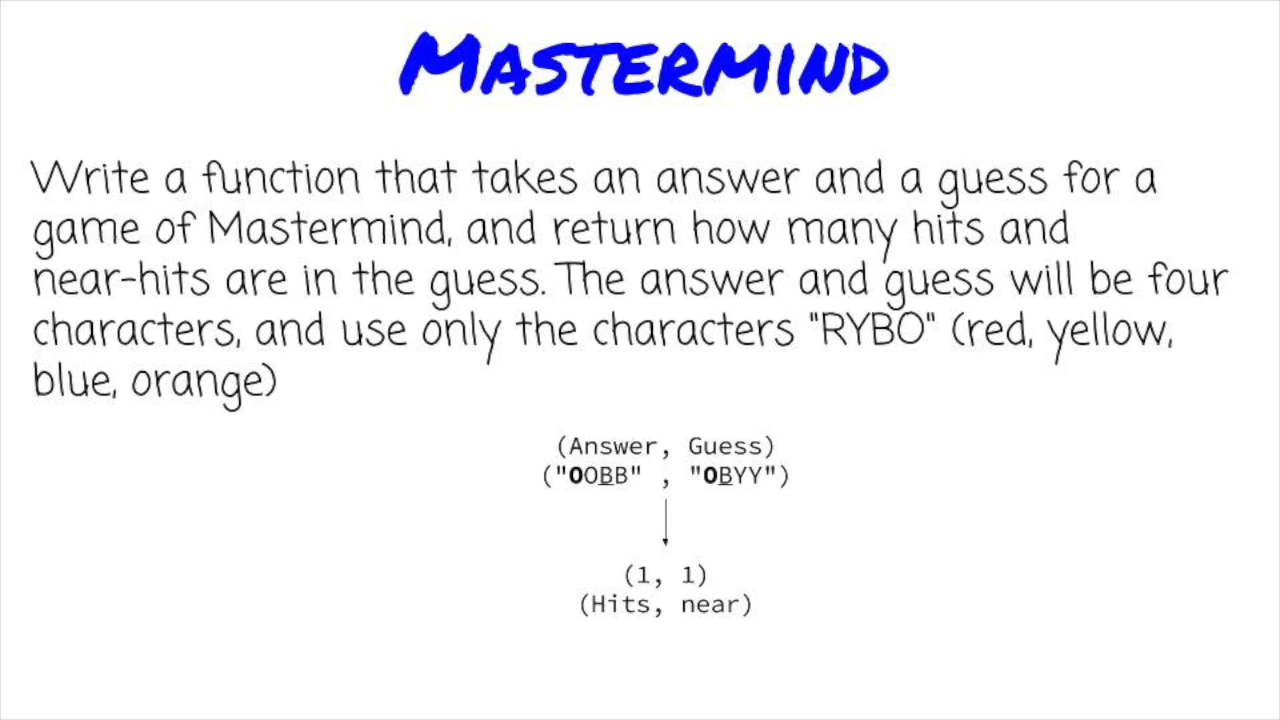 MASTERMIND
Write a function that takes an answer and a guess for a
game of Mastermind, and return how many hits and
near-hits are in the guess. The answer and guess will be four
characters, and use only the characters "RYBO" (red, yellow,
blue, orange)
(Answer, Guess)
("OOBB" , "OBYY")
(1, 1)
(Hits, near)